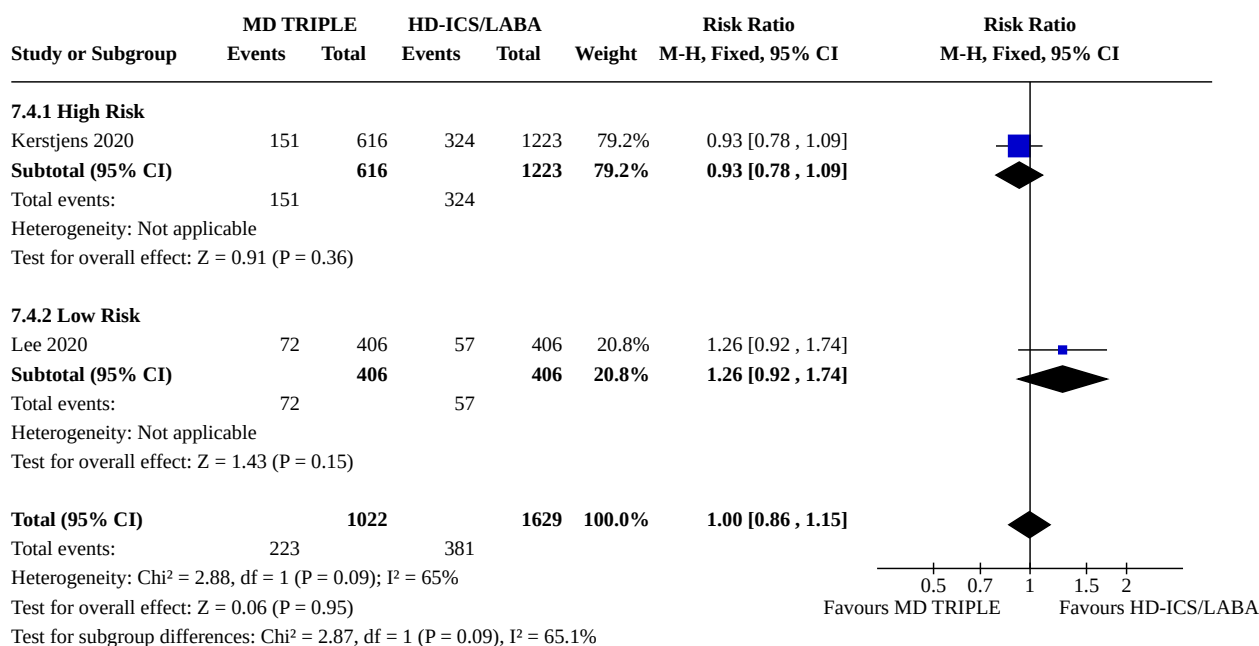 MD TRIPLE HD-ICS/LABA Risk Ratio Risk Ratio
Study or Subgroup Events Total Events Total Weight M-H, Fixed, 95% CI M-H, Fixed, 95% CI
7.4.1 High Risk
Kerstjens 2020 151 616 324 1223 79.2% 0.93 [0.78 , 1.09]
Subtotal (95% CI) 616 1223 79.2% 0.93 [0.78 , 1.09]
Total events: 151 324
Heterogeneity: Not applicable
Test for overall effect: Z = 0.91 (P = 0.36)
7.4.2 Low Risk
Lee 2020 72 406 57 406 20.8% 1.26 [0.92 , 1.74]
Subtotal (95% CI) 406 406 20.8% 1.26 [0.92 , 1.74]
Total events: 72 57
Heterogeneity: Not applicable
Test for overall effect: Z = 1.43 (P = 0.15)
Total (95% CI) 1022 1629 100.0% 1.00 [0.86 , 1.15]
Total events: 223 381
Heterogeneity: Chi² = 2.88, df = 1 (P = 0.09); I² = 65%
0.5 0.7 1 1.5 2
Test for overall effect: Z = 0.06 (P = 0.95) Favours MD TRIPLE Favours HD-ICS/LABA
Test for subgroup differences: Chi² = 2.87, df = 1 (P = 0.09), I² = 65.1%